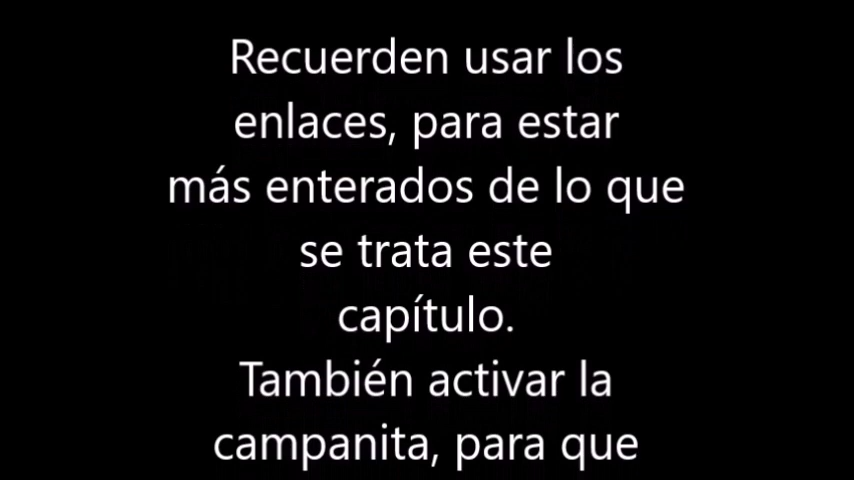 Recuerden usar los
enlaces, para estar
más enterados de lo que
se trata este
capítulo.
También activar la
campanita, para que